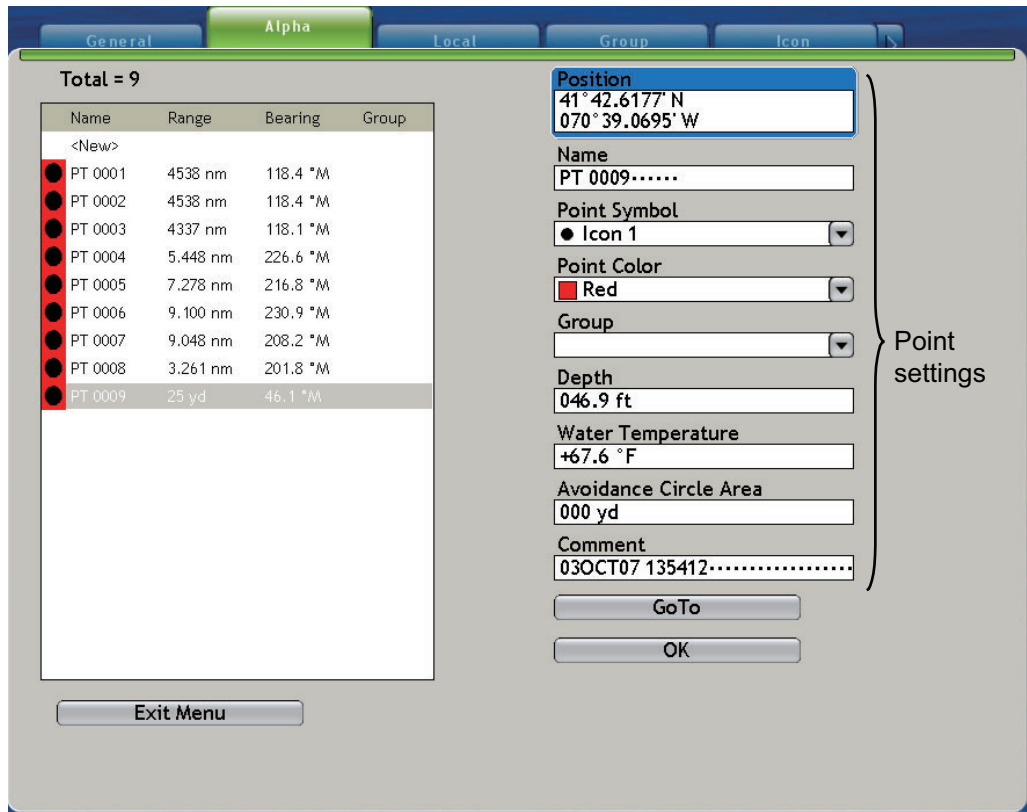 General Alpha Local Group Icon
Total = 9
Name Range Bearing Group
<New>
PT 0001 4538 nm 118.4 °M
PT 0002 4538 nm 118.4 °M
PT 0003 4337 nm 118.1 °M
PT 0004 5.448 nm 226.6 °M
PT 0005 7.278 nm 216.8 °M
PT 0006 9.100 nm 230.9 °M
PT 0007 9.048 nm 208.2 °M
PT 0008 3.261 nm 201.8 °M
PT 0009 25 yd 46.1 °M
Exit Menu
Position
41°42.6177' N
070°39.0695' W
Name
PT 0009······
Point Symbol
Icon 1
Point Color
Red
Group
Depth
046.9 ft
Water Temperature
+67.6 °F
Avoidance Circle Area
000 yd
Comment
03OCT07 135412··················
GoTo
OK
Point
settings